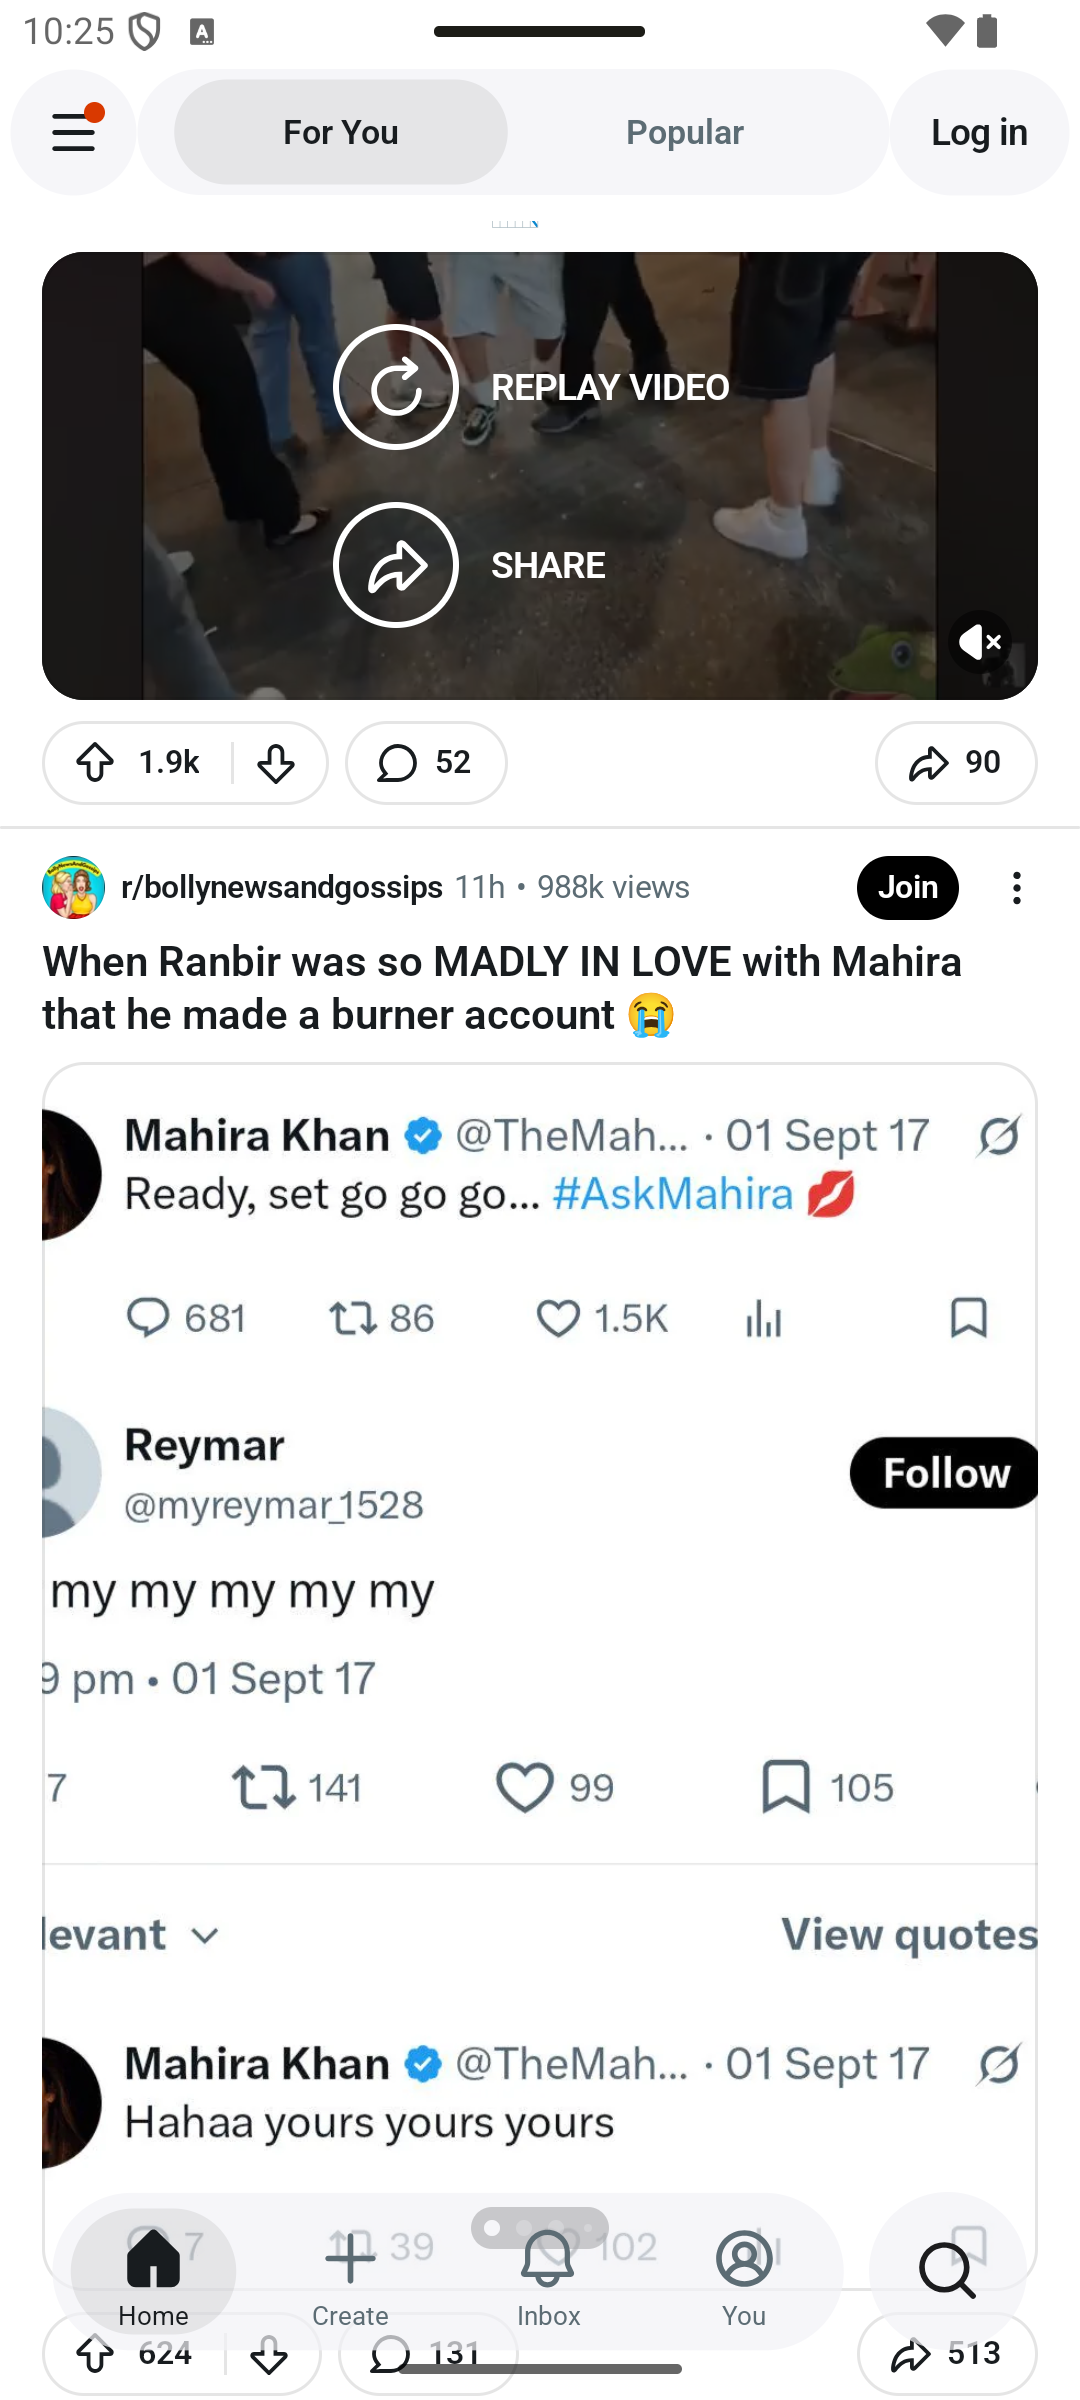 10:25
A
For You
Popular
Log in
REPLAY VIDEO
SHARE
1.9k
52
90
r/bollynewsandgossips 11h • 988k views
Join
When Ranbir was so MADLY IN LOVE with Mahira
that he made a burner account 😭
Mahira Khan @TheMah... · 01 Sept 17
Ready, set go go go... #AskMahira 💋
681
86
1.5K
Reymar
Follow
@myreymar_1528
my my my my my
9 pm • 01 Sept 17
7
141
99
105
levant
View quotes
Mahira Khan @TheMah... · 01 Sept 17
Hahaa yours yours yours
7
39
102
Home
Create
Inbox
You
624
131
513